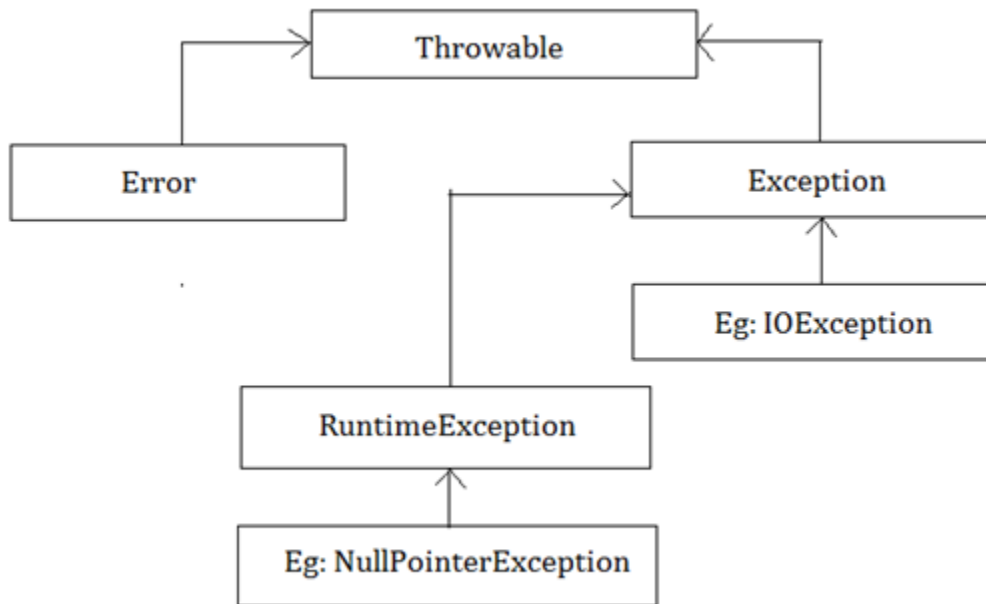 Throwable
Error
Exception
Eg: IOException
RuntimeException
Eg: NullPointerException